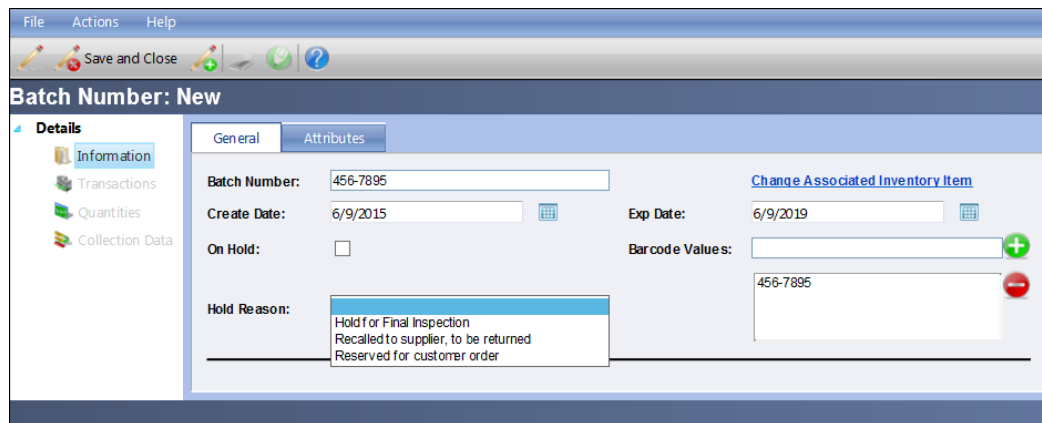 File Actions Help
Save and Close
Batch Number: New
Details
Information
Transactions
Quantities
Collection Data
General Attributes
Batch Number: 456-7895 Change Associated Inventory Item
Create Date: 6/9/2015 Exp Date: 6/9/2019
On Hold: Barcode Values:
456-7895
Hold Reason:
Hold for Final Inspection
Recalled to supplier, to be returned
Reserved for customer order